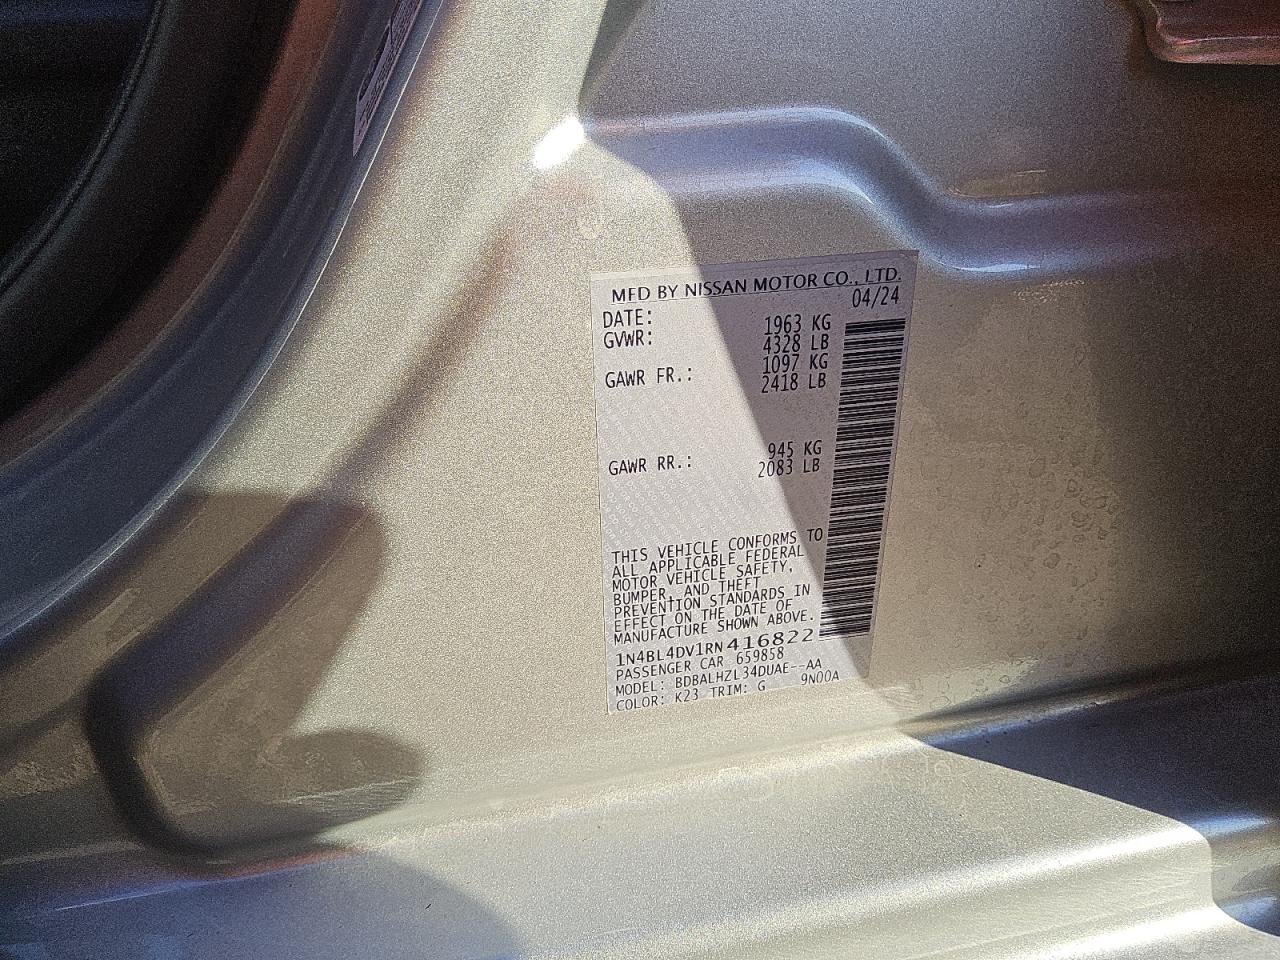 MFD BY NISSAN MOTOR CO., LTD.
DATE: 04/24
GVWR: 1963 KG
4328 LB
GAWR FR.: 1097 KG
2418 LB
GAWR RR.: 945 KG
2083 LB
THIS VEHICLE CONFORMS TO
ALL APPLICABLE FEDERAL
MOTOR VEHICLE SAFETY,
BUMPER, AND THEFT
PREVENTION STANDARDS IN
EFFECT ON THE DATE OF
MANUFACTURE SHOWN ABOVE.
1N4BL4DV1RN416822
PASSENGER CAR 659858
MODEL: BDBALHZL34DUAE--AA
COLOR: K23 TRIM: G 9N00A